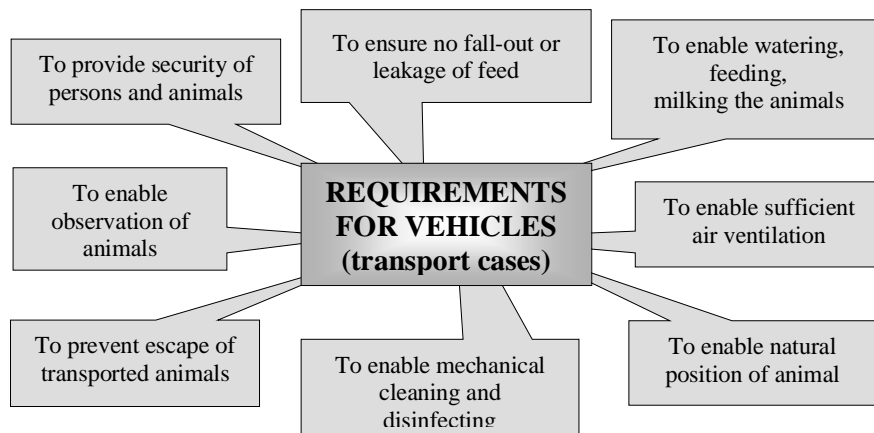 To provide security of
persons and animals
To ensure no fall-out or
leakage of feed
To enable watering,
feeding,
milking the animals
To enable
observation of
animals
REQUIREMENTS
FOR VEHICLES
(transport cases)
To enable sufficient
air ventilation
To prevent escape of
transported animals
To enable mechanical
cleaning and
disinfecting
To enable natural
position of animal